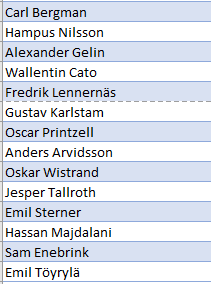 Carl Bergman
Hampus Nilsson
Alexander Gelin
Wallentin Cato
Fredrik Lennernäs
Gustav Karlstam
Oscar Printzell
Anders Arvidsson
Oskar Wistrand
Jesper Tallroth
Emil Sterner
Hassan Majdalani
Sam Enebrink
Emil Töyrylä